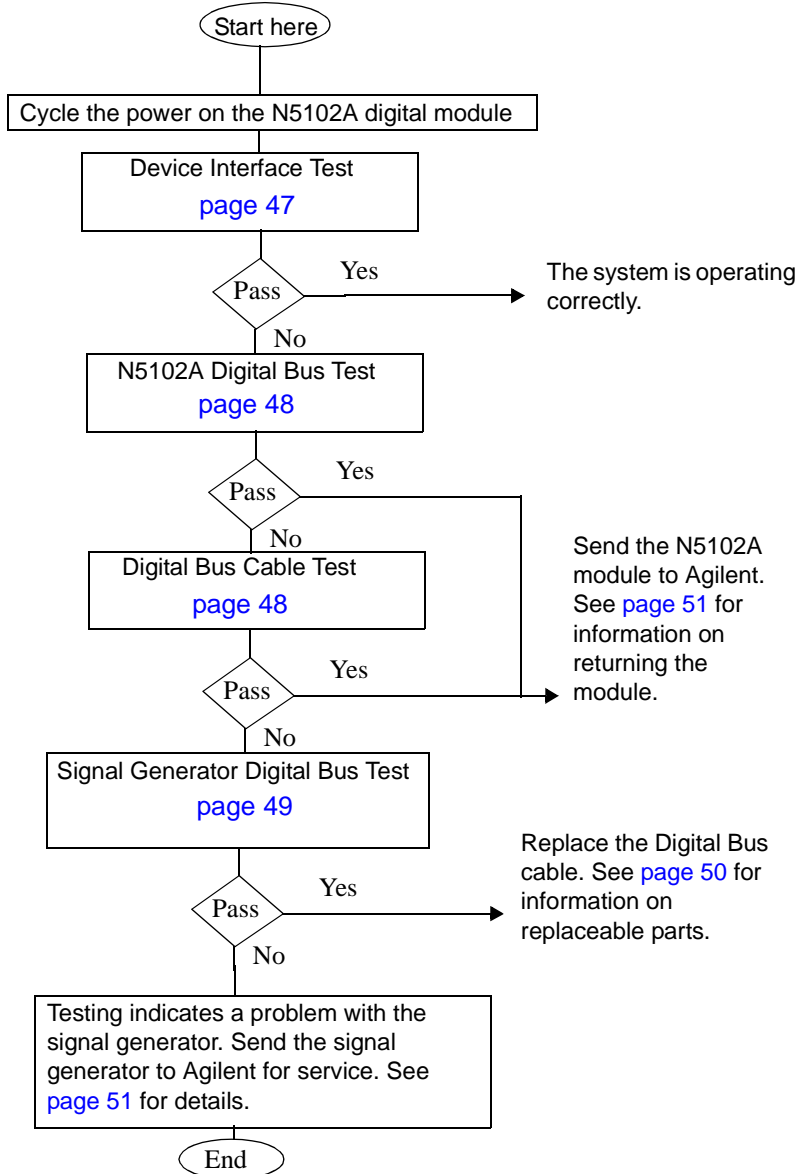 Start here
Cycle the power on the N5102A digital module
Device Interface Test
page 47
Pass
Yes
The system is operating
correctly.
No
N5102A Digital Bus Test
page 48
Pass
Yes
No
Digital Bus Cable Test
page 48
Pass
Yes
Send the N5102A
module to Agilent.
See page 51 for
information on
returning the
module.
No
Signal Generator Digital Bus Test
page 49
Pass
Yes
Replace the Digital Bus
cable. See page 50 for
information on
replaceable parts.
No
Testing indicates a problem with the
signal generator. Send the signal
generator to Agilent for service. See
page 51 for details.
End